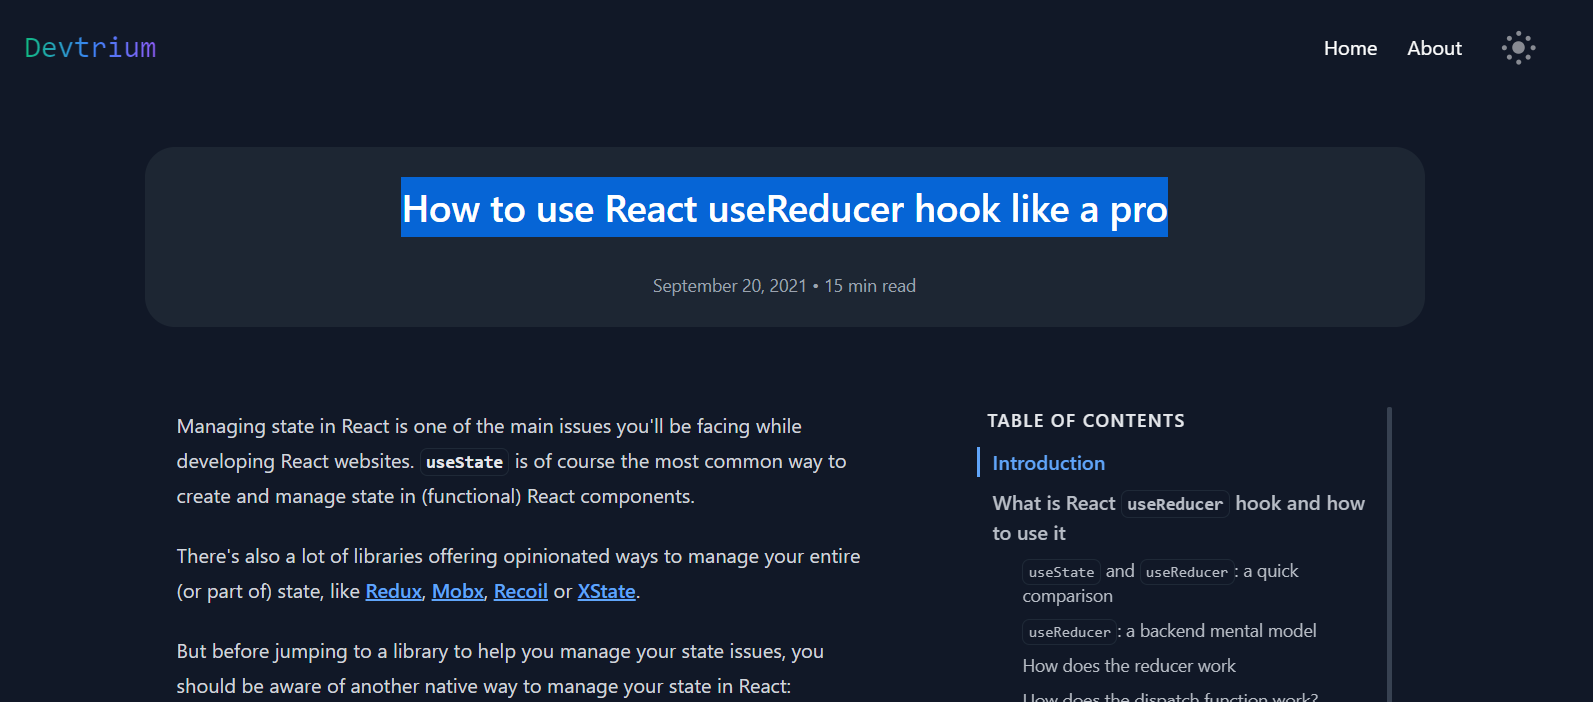 Devtrium
Home About
How to use React useReducer hook like a pro
September 20, 2021 • 15 min read
Managing state in React is one of the main issues you'll be facing while
developing React websites. useState is of course the most common way to
create and manage state in (functional) React components.
There's also a lot of libraries offering opinionated ways to manage your entire
(or part of) state, like Redux, Mobx, Recoil or XState.
But before jumping to a library to help you manage your state issues, you
should be aware of another native way to manage your state in React:
TABLE OF CONTENTS
Introduction
What is React useReducer hook and how
to use it
useState and useReducer: a quick
comparison
useReducer: a backend mental model
How does the reducer work
How does the dispatch function work?